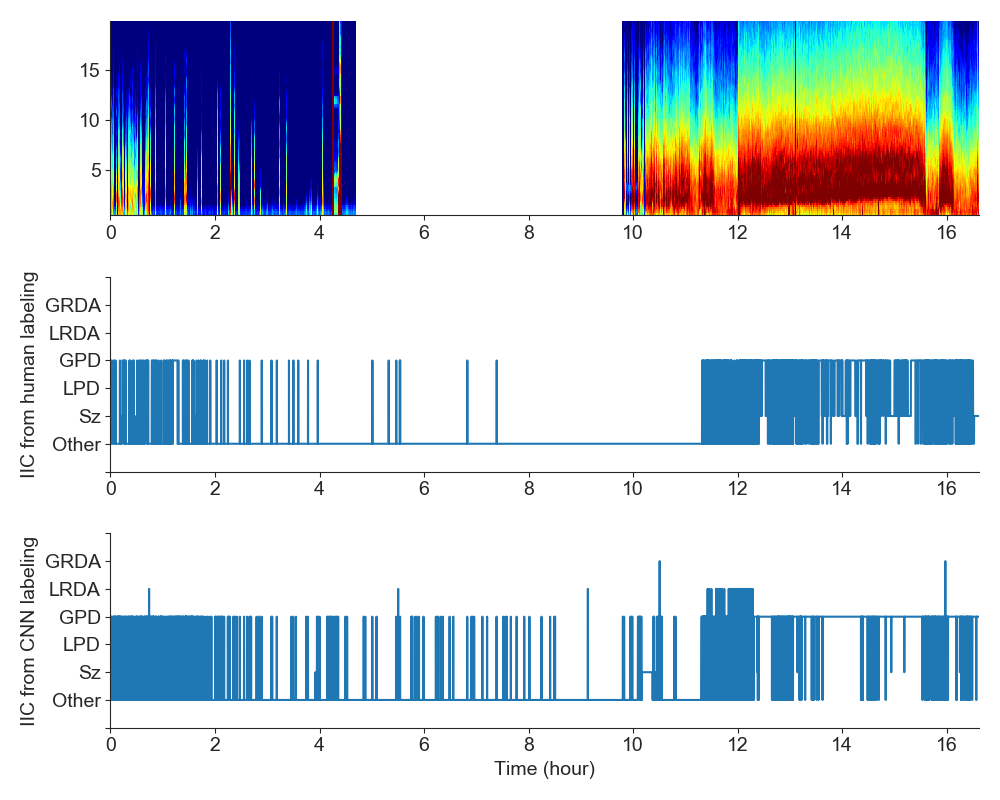 15
10
5
0 2 4 6 8 10 12 14 16
IIC from human labeling
GRDA
LRDA
GPD
LPD
Sz
Other
0 2 4 6 8 10 12 14 16
IIC from CNN labeling
GRDA
LRDA
GPD
LPD
Sz
Other
0 2 4 6 8 10 12 14 16
Time (hour)